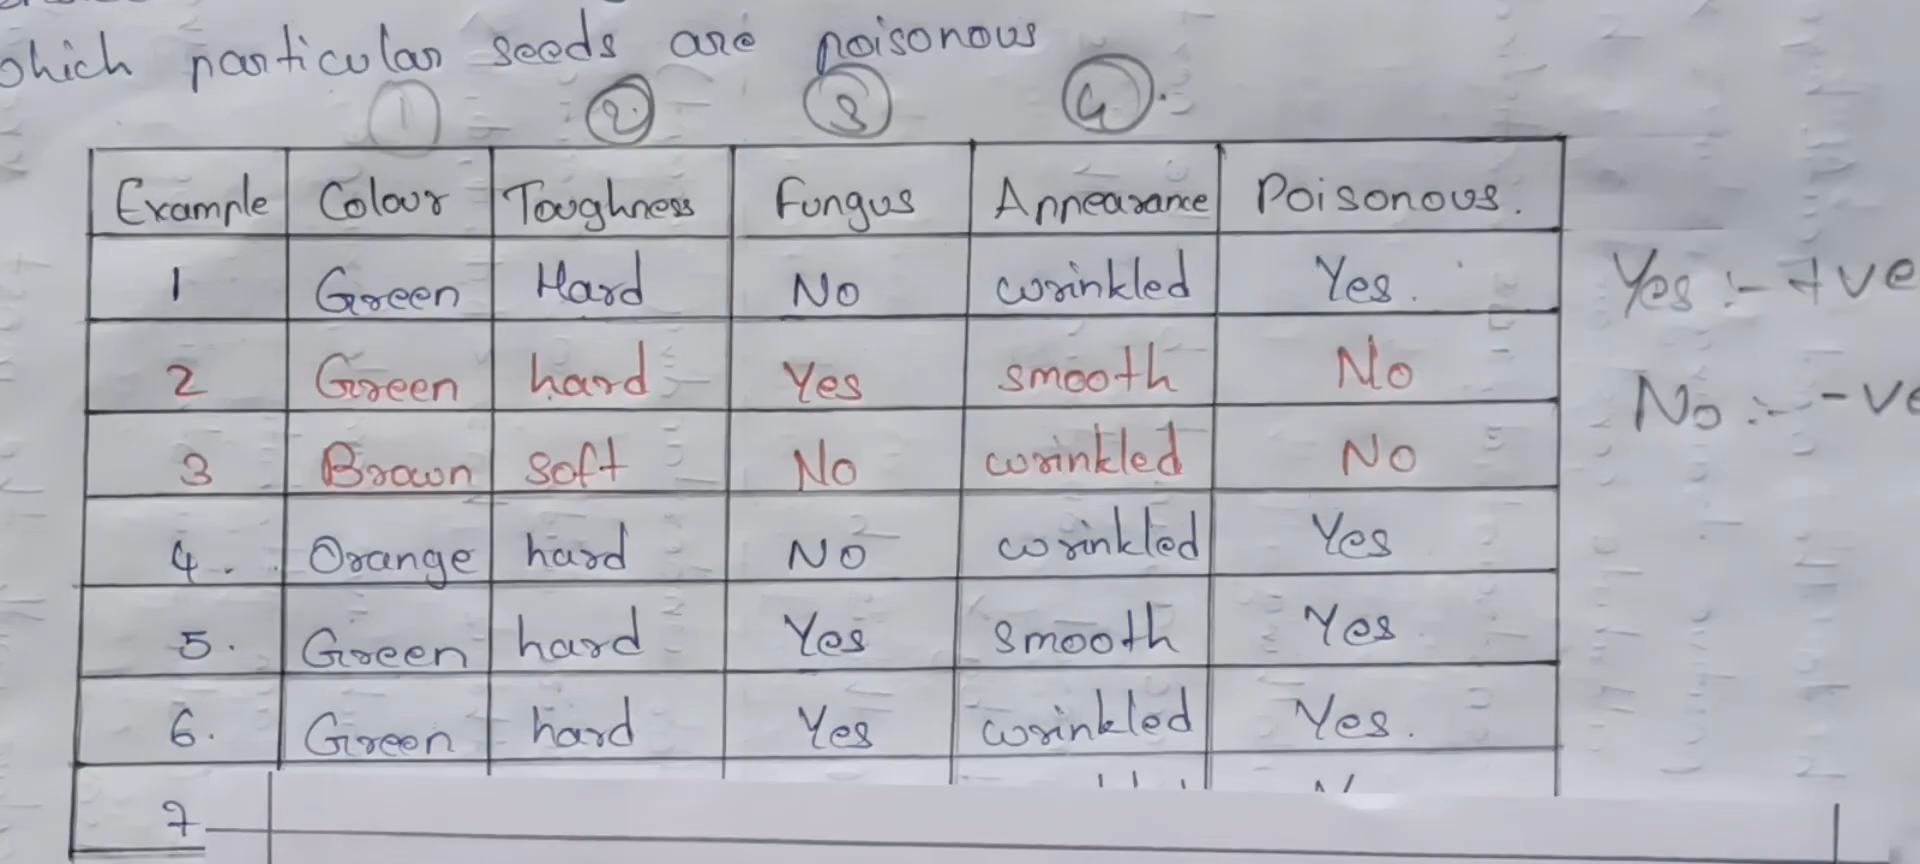 which particular seeds are poisonous
1 2 3 4.
Example Colour Toughness Fungus Appearance Poisonous.
1 Green Hard No wrinkled Yes.
Yes :- +ve
2 Green hard Yes smooth No
No :- -ve
3 Brown soft No wrinkled No
4. Orange hard NO wrinkled Yes
5. Green hard Yes smooth Yes
6. Green hard Yes wrinkled Yes.
7